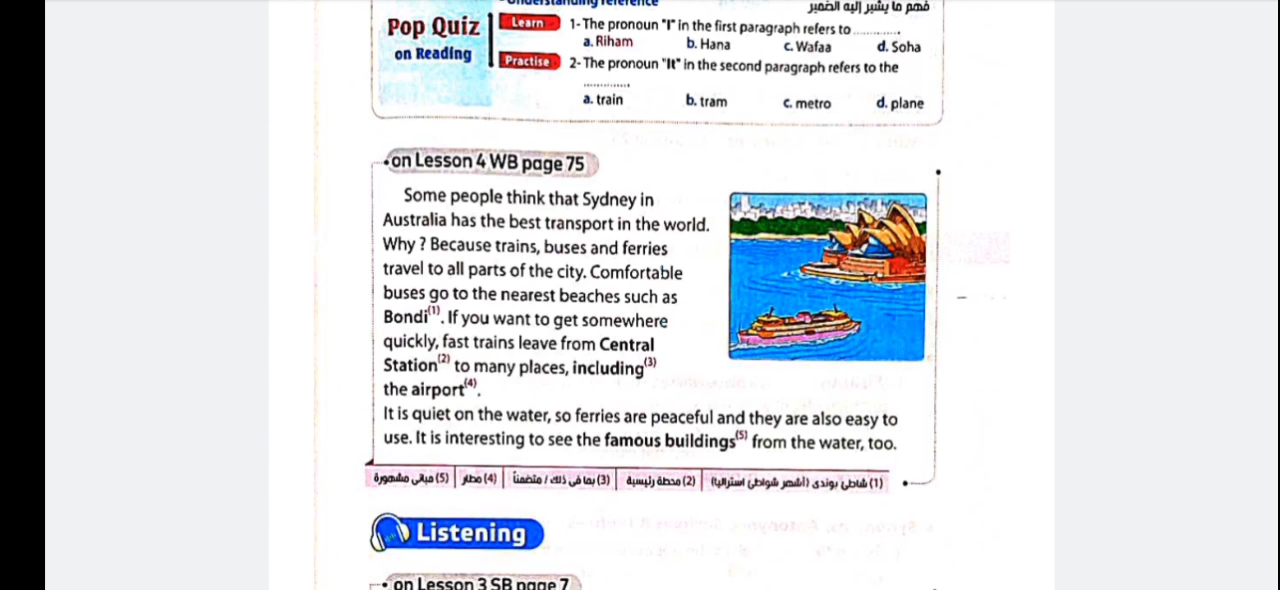 Understanding reference
فهم ما يشير إليه الضمير
Pop Quiz
on Reading
Learn
1- The pronoun "I" in the first paragraph refers to ............
a. Riham b. Hana c. Wafaa d. Soha
Practise
2- The pronoun "It" in the second paragraph refers to the
............
a. train b. tram c. metro d. plane
• on Lesson 4 WB page 75
Some people think that Sydney in
Australia has the best transport in the world.
Why ? Because trains, buses and ferries
travel to all parts of the city. Comfortable
buses go to the nearest beaches such as
Bondi(1). If you want to get somewhere
quickly, fast trains leave from Central
Station(2) to many places, including(3)
the airport(4).
It is quiet on the water, so ferries are peaceful and they are also easy to
use. It is interesting to see the famous buildings(5) from the water, too.
(1) شاطئ بوندى (أشهر شواطئ استراليا) (2) محطة رئيسية (3) بما فى ذلك / متضمناً (4) مطار (5) مبانى مشهورة
Listening
• on Lesson 3 SB page 7